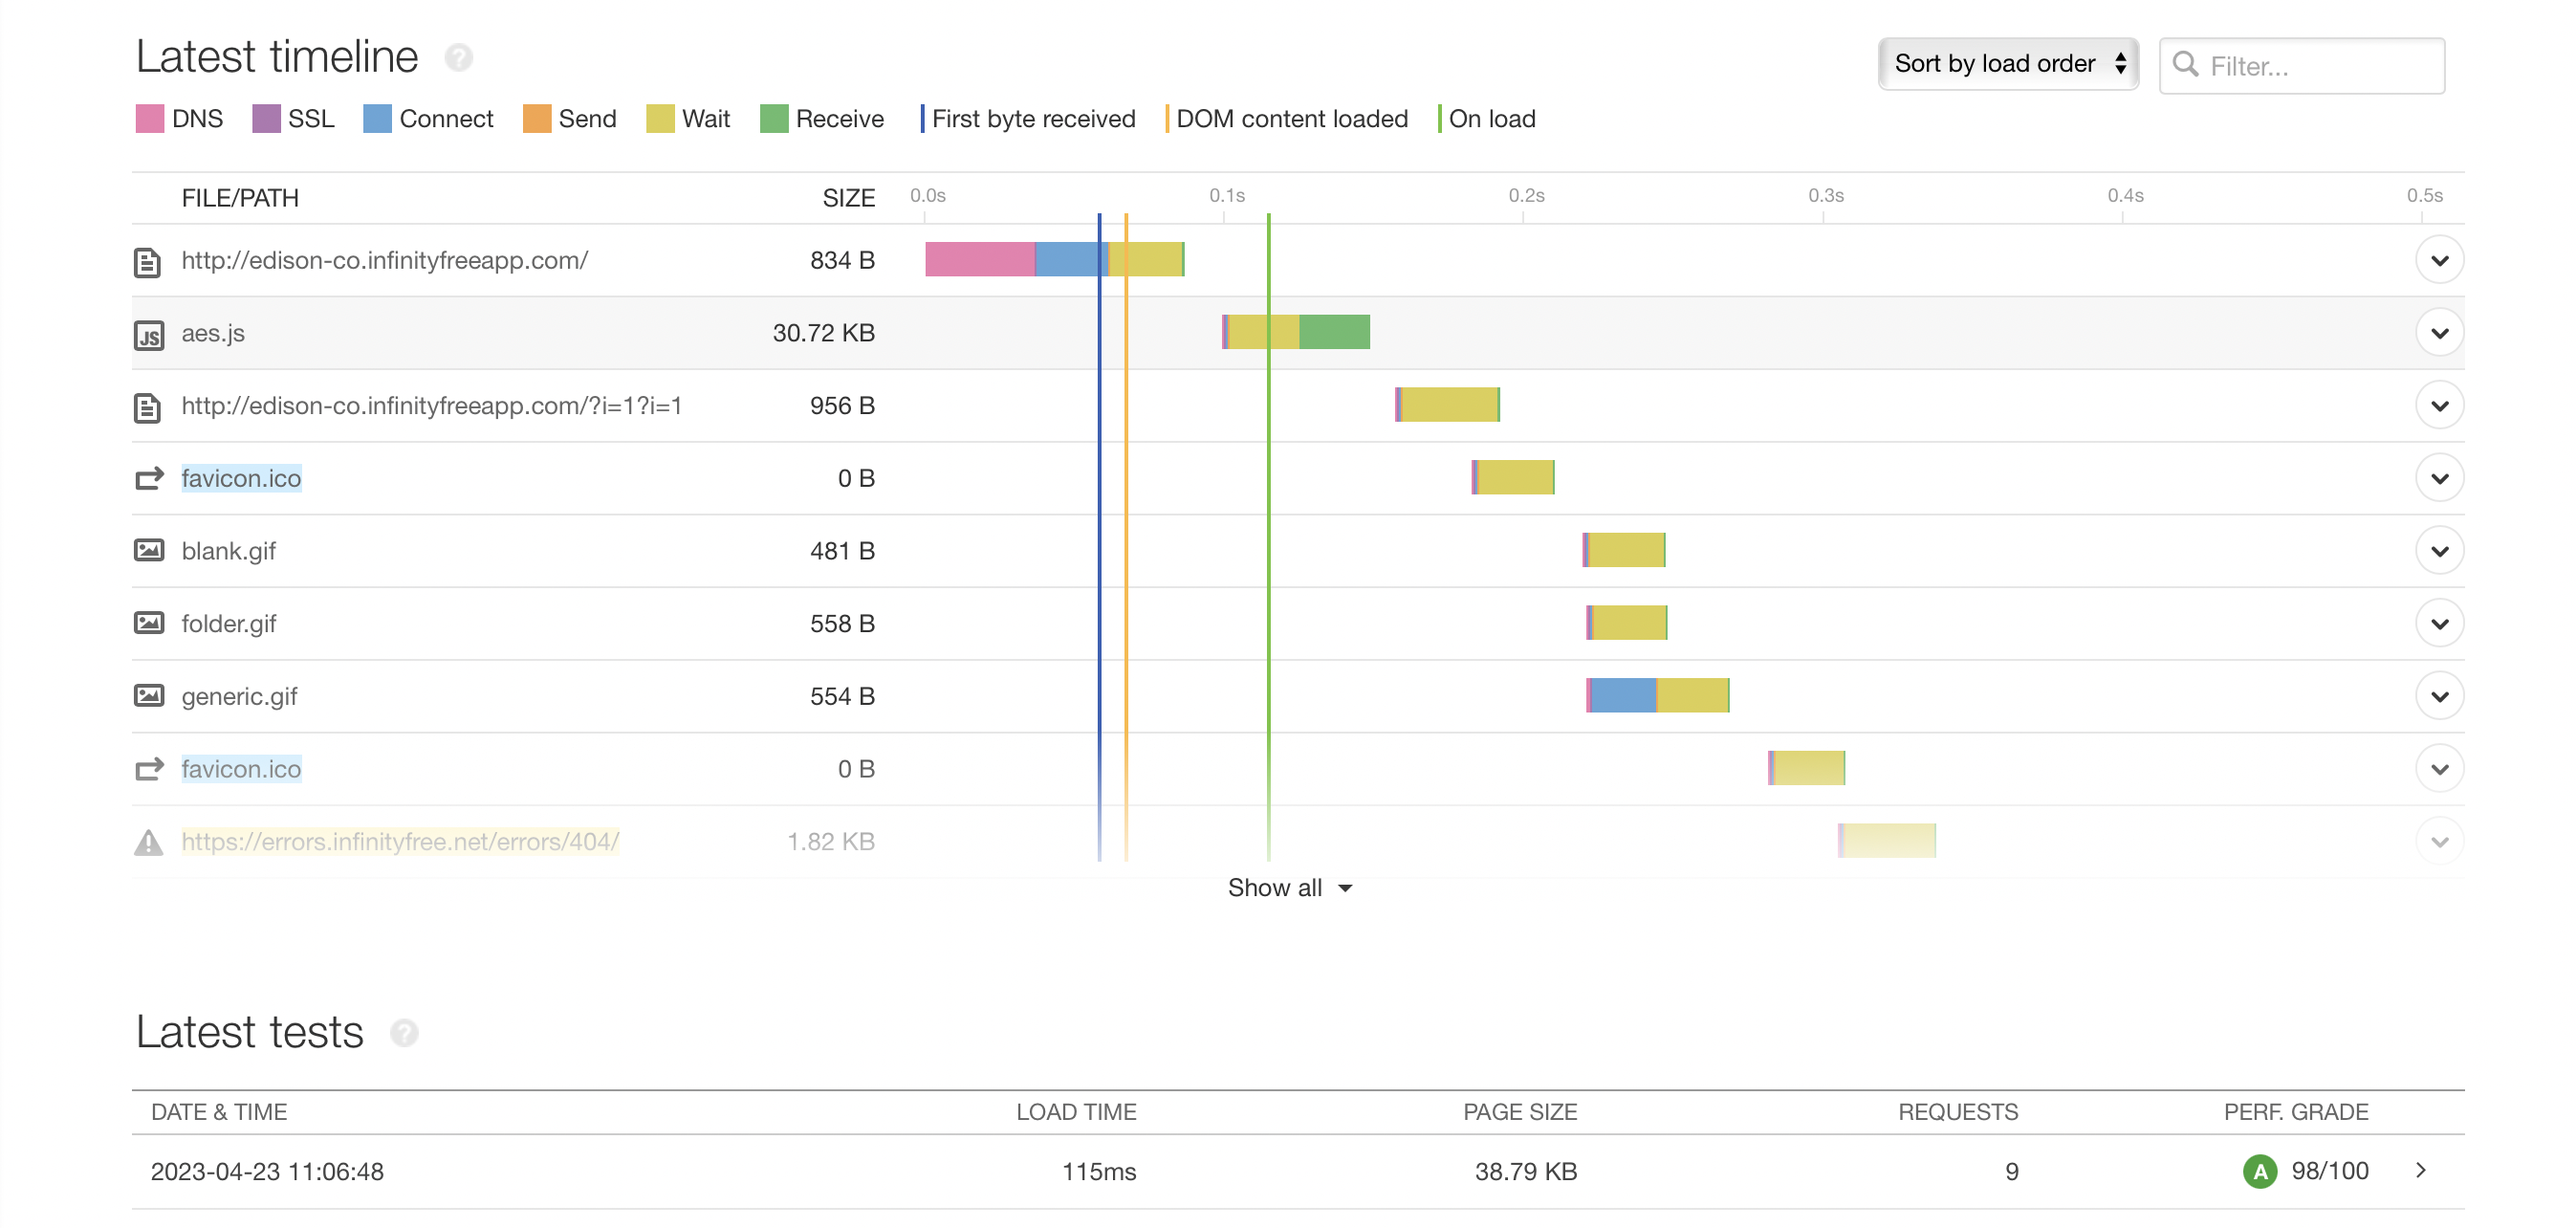 Latest timeline ?
Sort by load order
Filter...
DNS SSL Connect Send Wait Receive First byte received DOM content loaded On load
FILE/PATH SIZE 0.0s 0.1s 0.2s 0.3s 0.4s 0.5s
http://edison-co.infinityfreeapp.com/ 834 B
JS aes.js 30.72 KB
http://edison-co.infinityfreeapp.com/?i=1?i=1 956 B
favicon.ico 0 B
blank.gif 481 B
folder.gif 558 B
generic.gif 554 B
favicon.ico 0 B
https://errors.infinityfree.net/errors/404/ 1.82 KB
Show all
Latest tests ?
DATE & TIME LOAD TIME PAGE SIZE REQUESTS PERF. GRADE
2023-04-23 11:06:48 115ms 38.79 KB 9 A 98/100